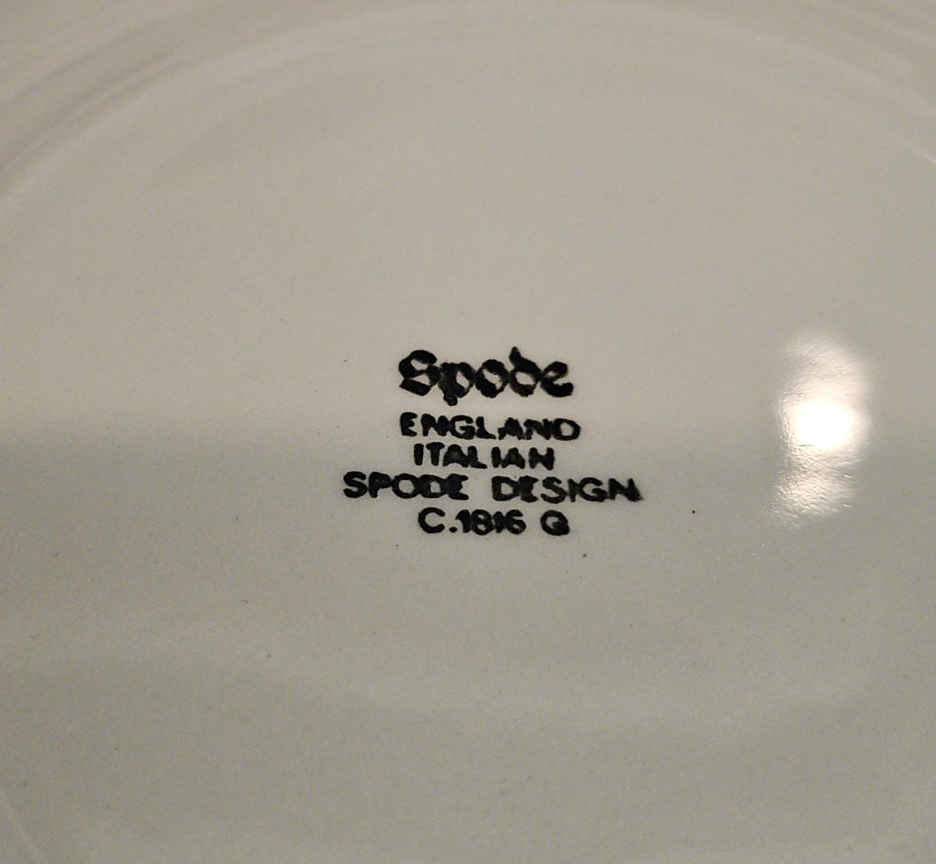 Spode
ENGLAND
ITALIAN
SPODE DESIGN
C.1816 G